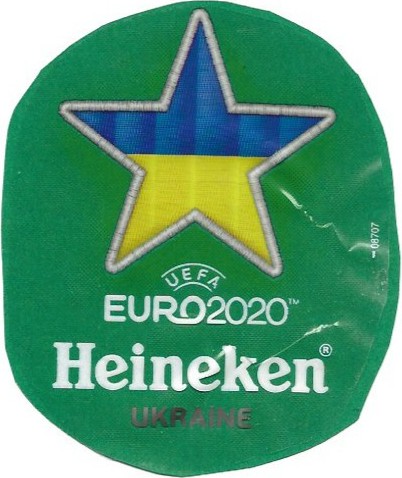 UEFA
EURO2020™
Heineken®
UKRAINE
08707